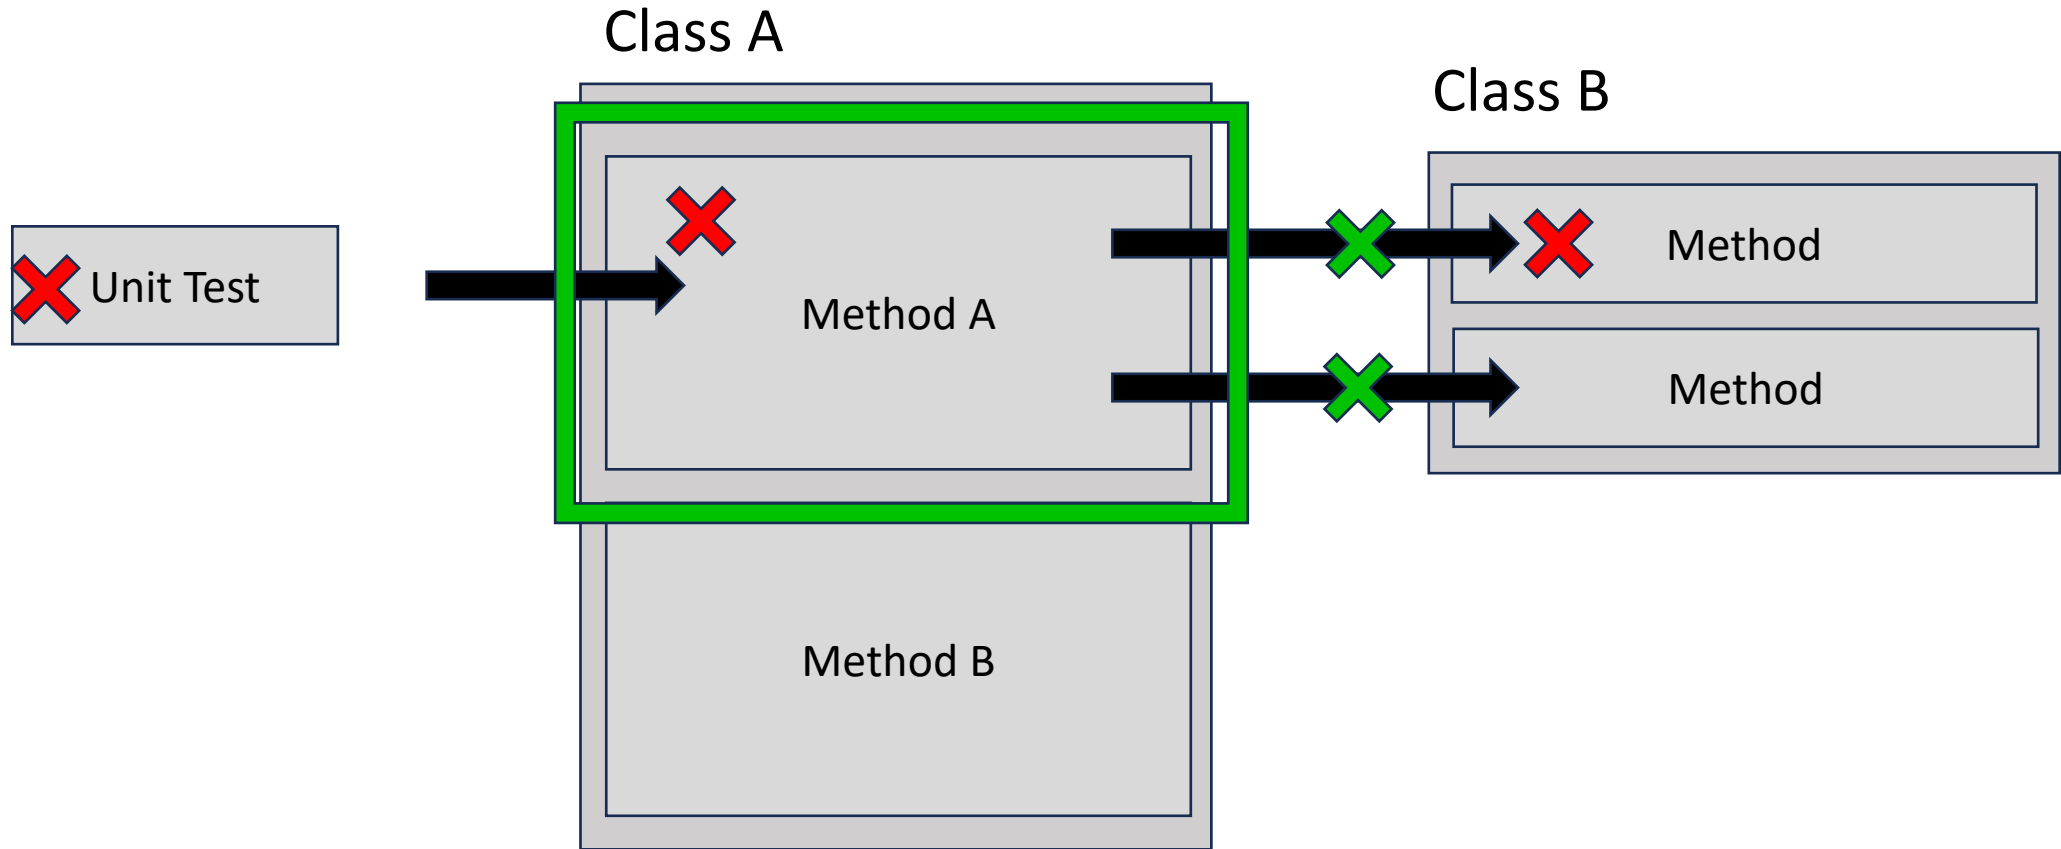 Class A
Class B
Unit Test
Method A
Method
Method
Method B